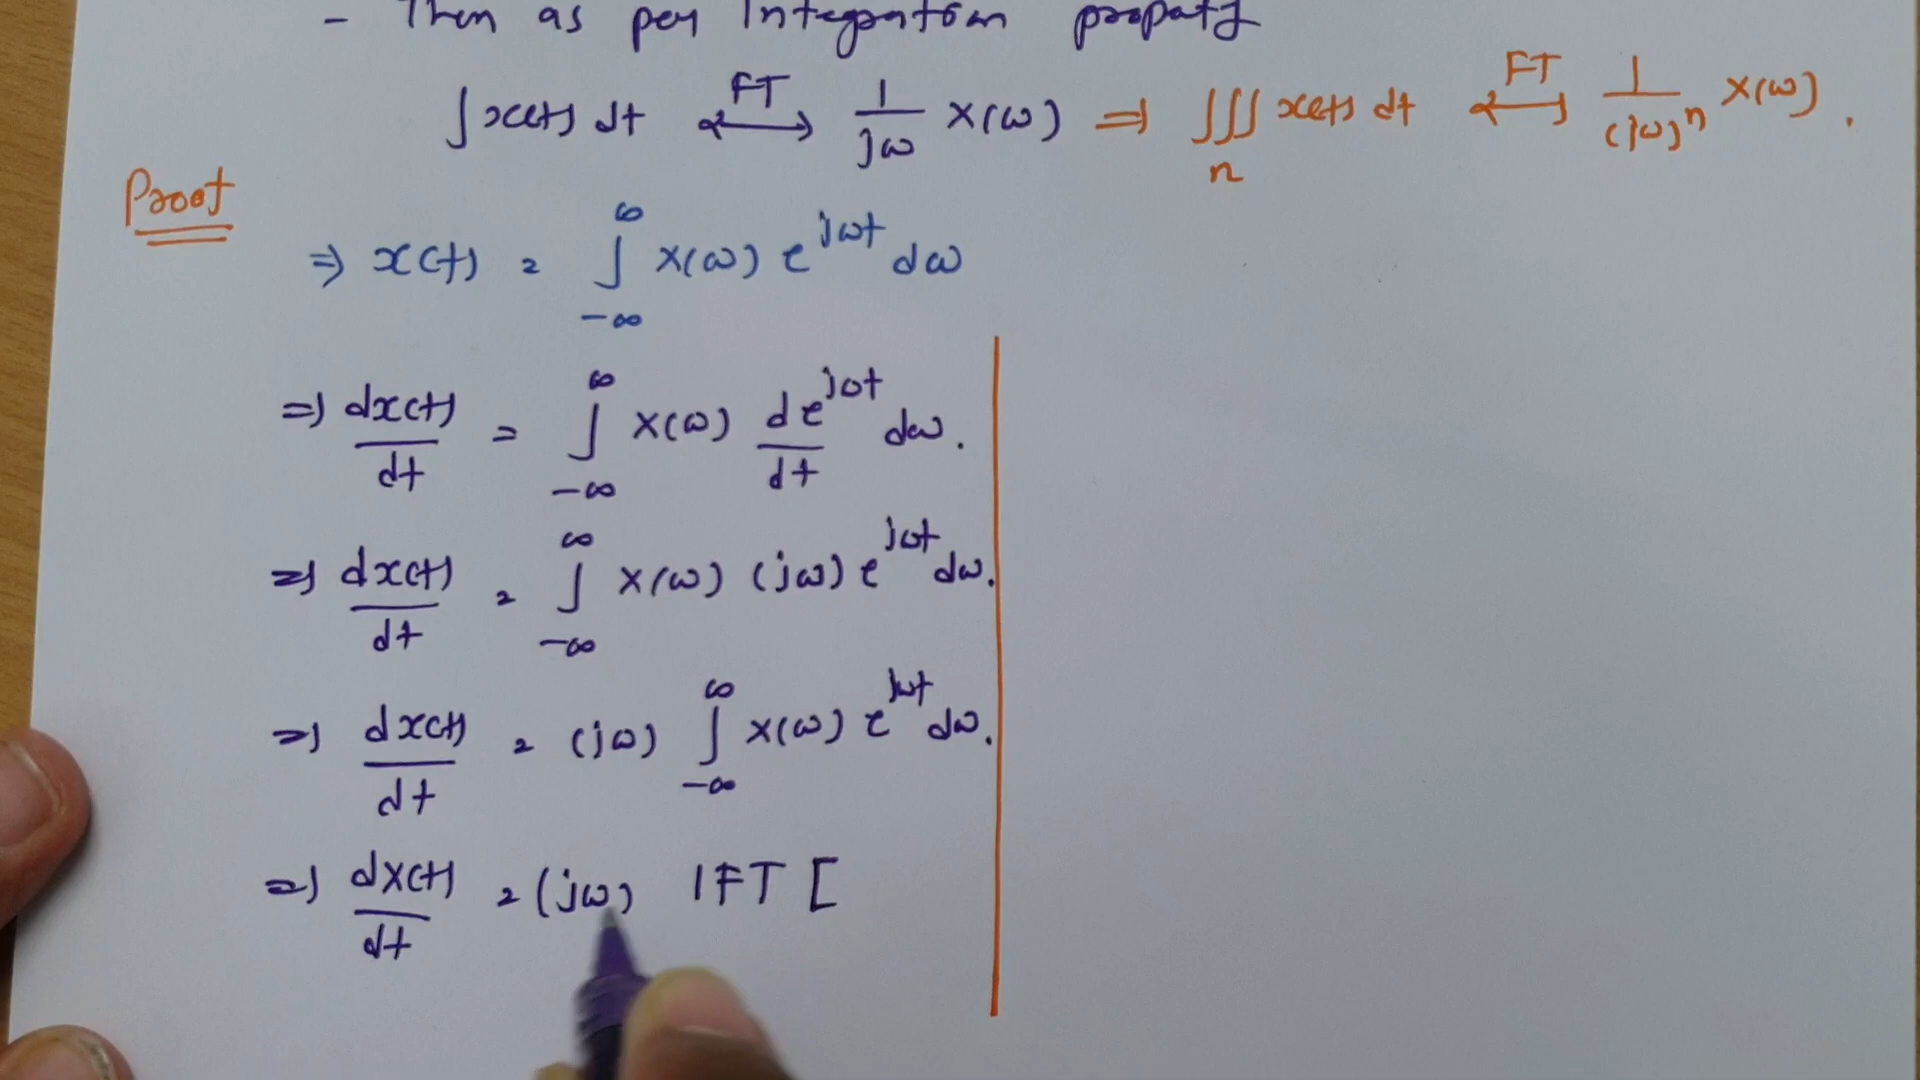 - Then as per Integration property
∫x(t) dt ⟷FT 1/jω X(ω) ⇒ ∭n x(t) dt ⟷FT 1/(jω)^n X(ω).
Proof
⇒ x(t) = ∫_{-∞}^{∞} X(ω) e^{jωt} dω
⇒ dx(t)/dt = ∫_{-∞}^{∞} X(ω) de^{jωt}/dt dω.
⇒ dx(t)/dt = ∫_{-∞}^{∞} X(ω) (jω) e^{jωt} dω.
⇒ dx(t)/dt = (jω) ∫_{-∞}^{∞} X(ω) e^{jωt} dω.
⇒ dx(t)/dt = (jω) IFT [